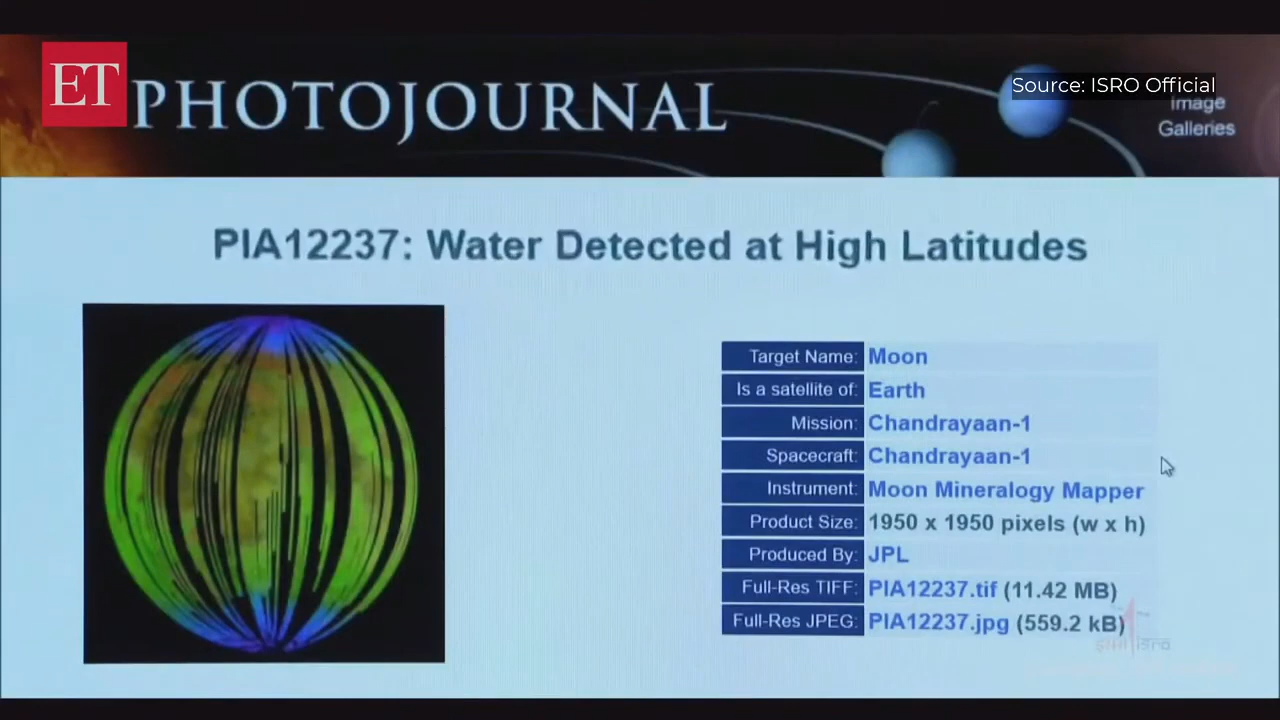 ET
PHOTOJOURNAL
Source: ISRO Official
Image
Galleries
PIA12237: Water Detected at High Latitudes
Target Name: Moon
Is a satellite of: Earth
Mission: Chandrayaan-1
Spacecraft: Chandrayaan-1
Instrument: Moon Mineralogy Mapper
Product Size: 1950 x 1950 pixels (w x h)
Produced By: JPL
Full-Res TIFF: PIA12237.tif (11.42 MB)
Full-Res JPEG: PIA12237.jpg (559.2 kB)
इसरो isro